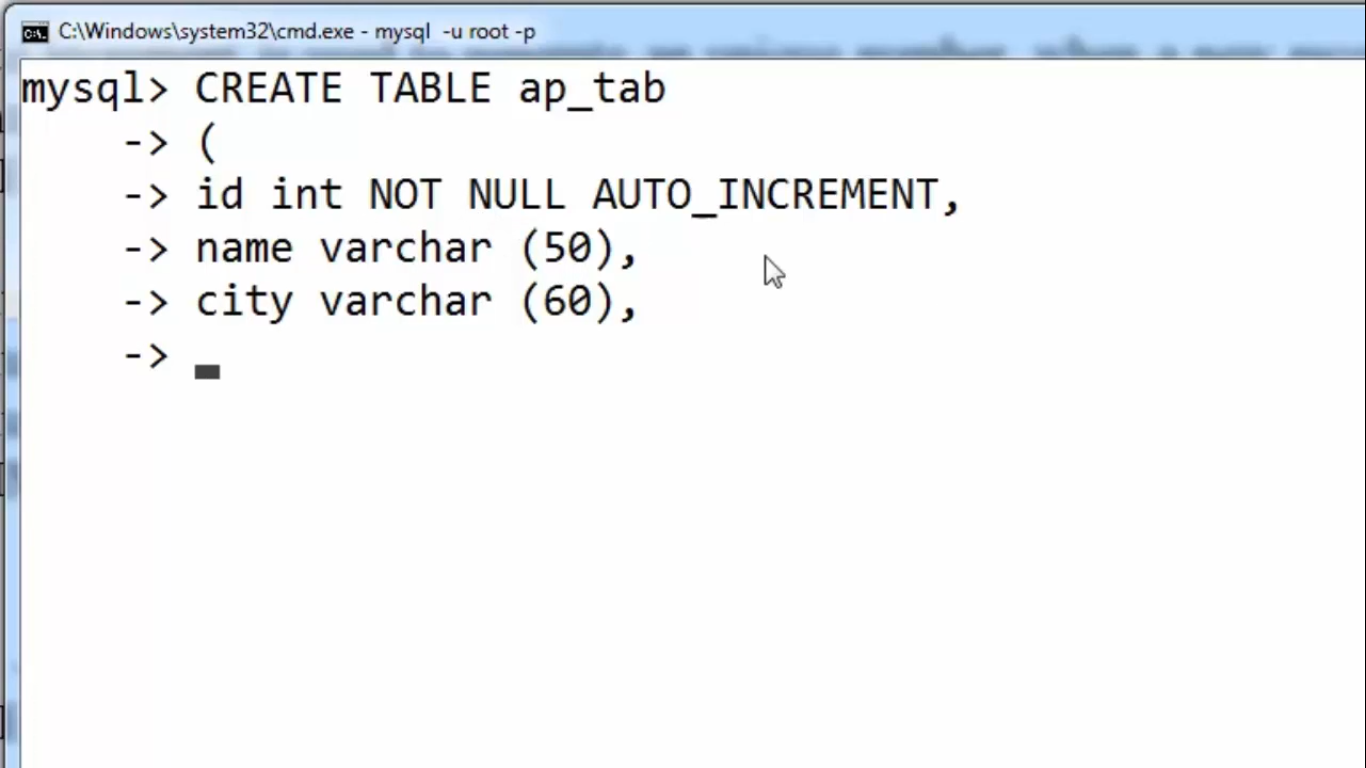 C:\Windows\system32\cmd.exe - mysql  -u root -p
mysql> CREATE TABLE ap_tab
    -> (
    -> id int NOT NULL AUTO_INCREMENT,
    -> name varchar (50),
    -> city varchar (60),
    ->